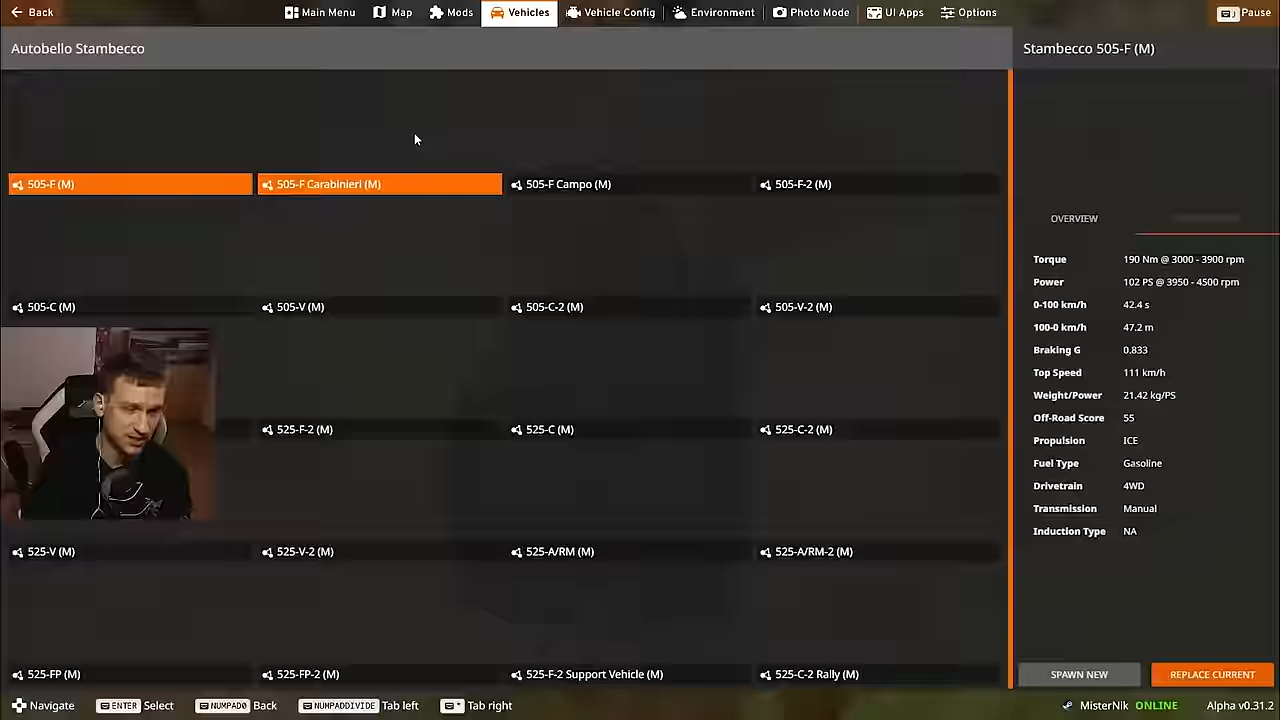 Back
Main Menu
Map
Mods
Vehicles
Vehicle Config
Environment
Photo Mode
UI Apps
Options
J Pause
Autobello Stambecco
Stambecco 505-F (M)
505-F (M)
505-F Carabinieri (M)
505-F Campo (M)
505-F-2 (M)
505-C (M)
505-V (M)
505-C-2 (M)
505-V-2 (M)
525-F-2 (M)
525-C (M)
525-C-2 (M)
525-V (M)
525-V-2 (M)
525-A/RM (M)
525-A/RM-2 (M)
525-FP (M)
525-FP-2 (M)
525-F-2 Support Vehicle (M)
525-C-2 Rally (M)
OVERVIEW
Torque 190 Nm @ 3000 - 3900 rpm
Power 102 PS @ 3950 - 4500 rpm
0-100 km/h 42.4 s
100-0 km/h 47.2 m
Braking G 0.833
Top Speed 111 km/h
Weight/Power 21.42 kg/PS
Off-Road Score 55
Propulsion ICE
Fuel Type Gasoline
Drivetrain 4WD
Transmission Manual
Induction Type NA
SPAWN NEW
REPLACE CURRENT
Navigate
ENTER Select
NUMPAD0 Back
NUMPADDIVIDE Tab left
* Tab right
MisterNik ONLINE
Alpha v0.31.2